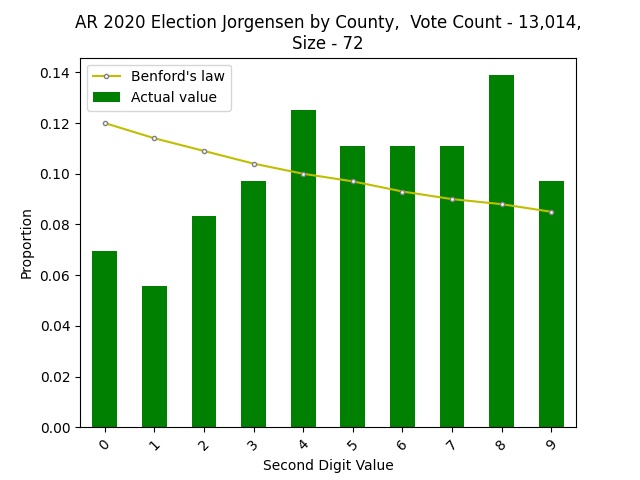 AR 2020 Election Jorgensen by County,  Vote Count - 13,014,
Size - 72
Benford's law
Actual value
Proportion
0.14
0.12
0.10
0.08
0.06
0.04
0.02
0.00
0 1 2 3 4 5 6 7 8 9
Second Digit Value